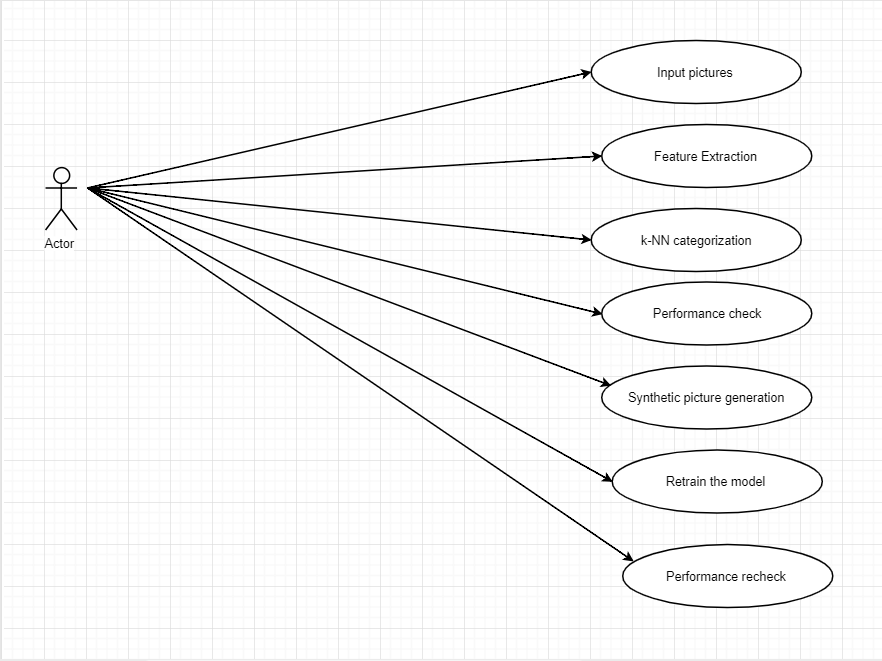 Input pictures
Feature Extraction
Actor
k-NN categorization
Performance check
Synthetic picture generation
Retrain the model
Performance recheck